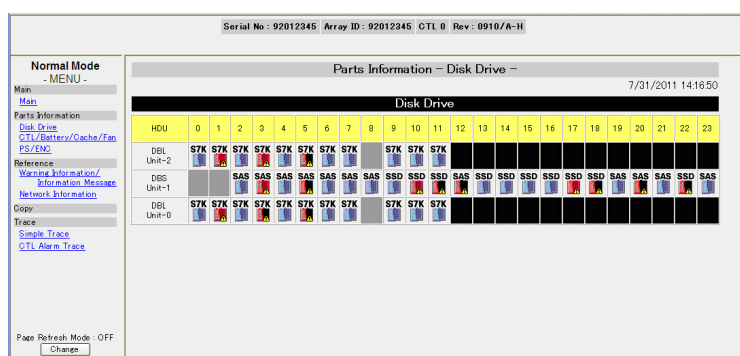 Serial No : 92012345 Array ID : 92012345 CTL 0 Rev : 0910/A-H
Normal Mode
- MENU -
Main
Main
Parts Information
Disk Drive
CTL/Battery/Cache/Fan
PS/ENC
Reference
Warning Information/
Information Message
Network Information
Copy
Trace
Simple Trace
CTL Alarm Trace
Page Refresh Mode : OFF
Change
Parts Information - Disk Drive -
7/31/2011 14:16:50
Disk Drive
HDU 0 1 2 3 4 5 6 7 8 9 10 11 12 13 14 15 16 17 18 19 20 21 22 23
DBL S7K S7K S7K S7K S7K S7K S7K S7K S7K S7K S7K
Unit-2
DBS SAS SAS SAS SAS SAS SAS SAS SSD SSD SSD SAS SSD SSD SSD SAS SSD SSD SAS SAS SAS SSD SAS
Unit-1
DBL S7K S7K S7K S7K S7K S7K S7K S7K S7K S7K S7K
Unit-0